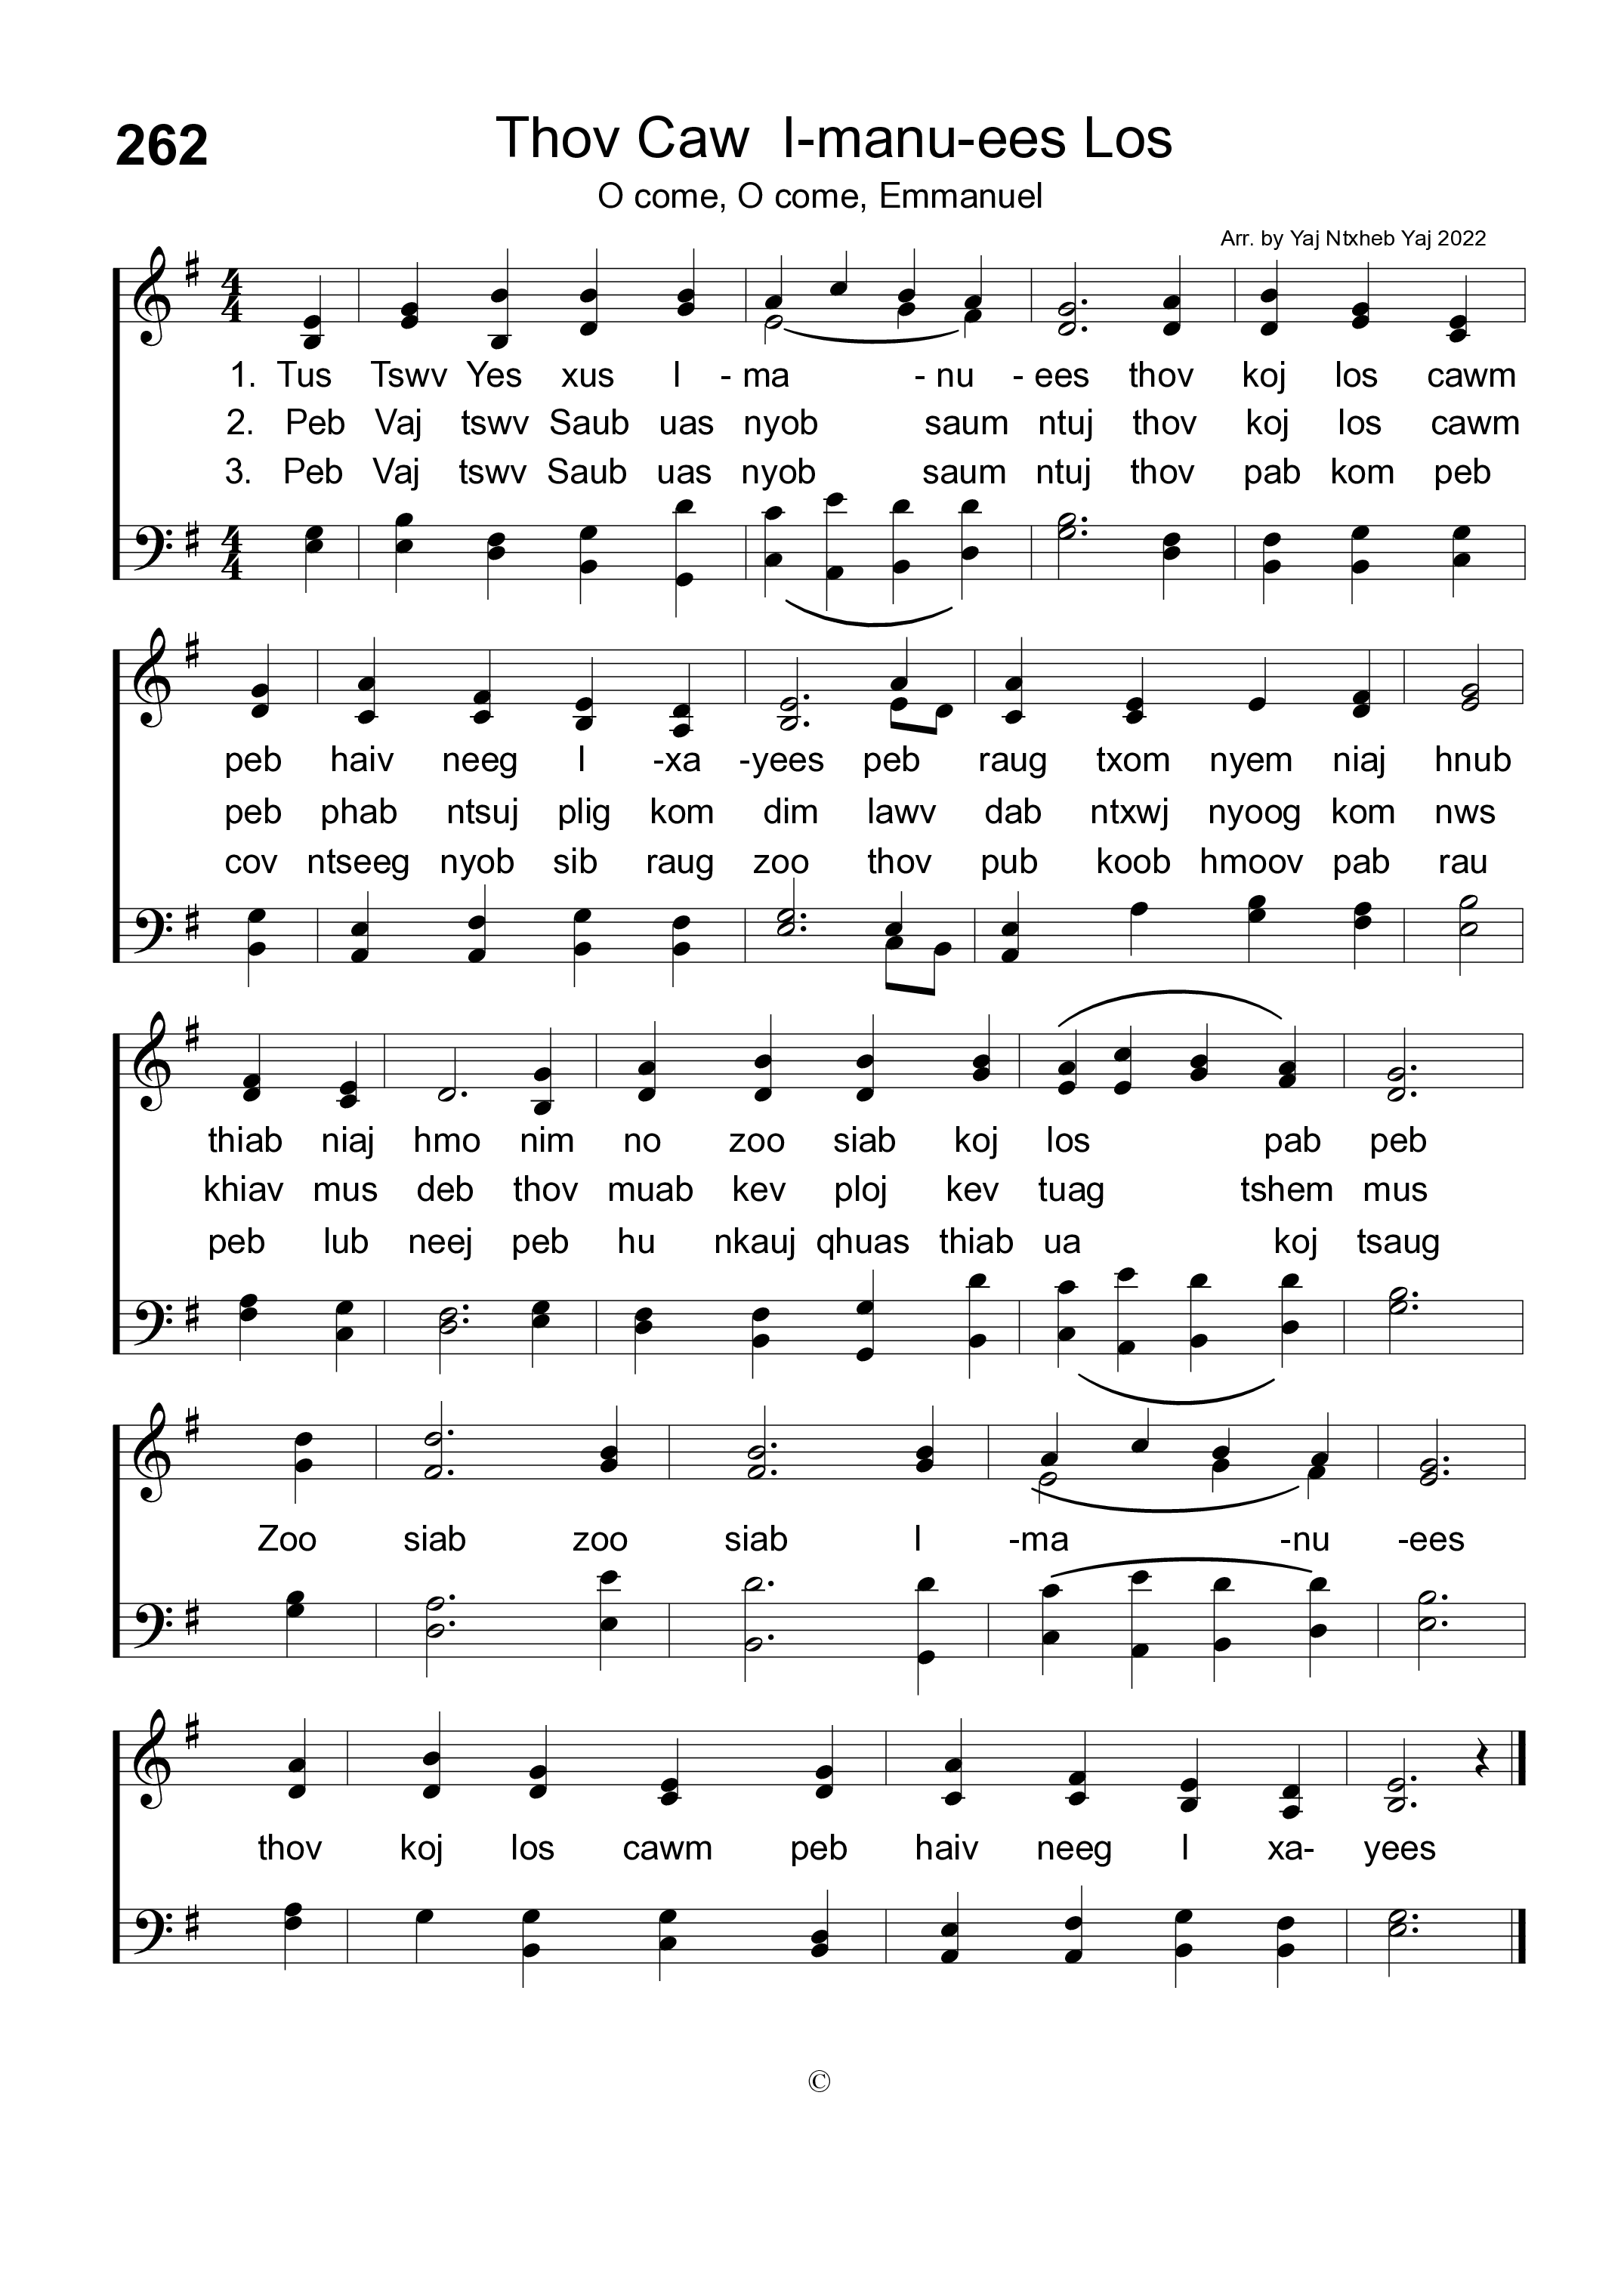 262
Thov Caw I-manu-ees Los
O come, O come, Emmanuel
Arr. by Yaj Ntxheb Yaj 2022
4 4
1. Tus Tswv Yes xus I - ma - nu - ees thov koj los cawm
2. Peb Vaj tswv Saub uas nyob saum ntuj thov koj los cawm
3. Peb Vaj tswv Saub uas nyob saum ntuj thov pab kom peb
4 4
peb haiv neeg I -xa -yees peb raug txom nyem niaj hnub
peb phab ntsuj plig kom dim lawv dab ntxwj nyoog kom nws
cov ntseeg nyob sib raug zoo thov pub koob hmoov pab rau
thiab niaj hmo nim no zoo siab koj los pab peb
khiav mus deb thov muab kev ploj kev tuag tshem mus
peb lub neej peb hu nkauj qhuas thiab ua koj tsaug
Zoo siab zoo siab I -ma -nu -ees
thov koj los cawm peb haiv neeg I xa- yees
©